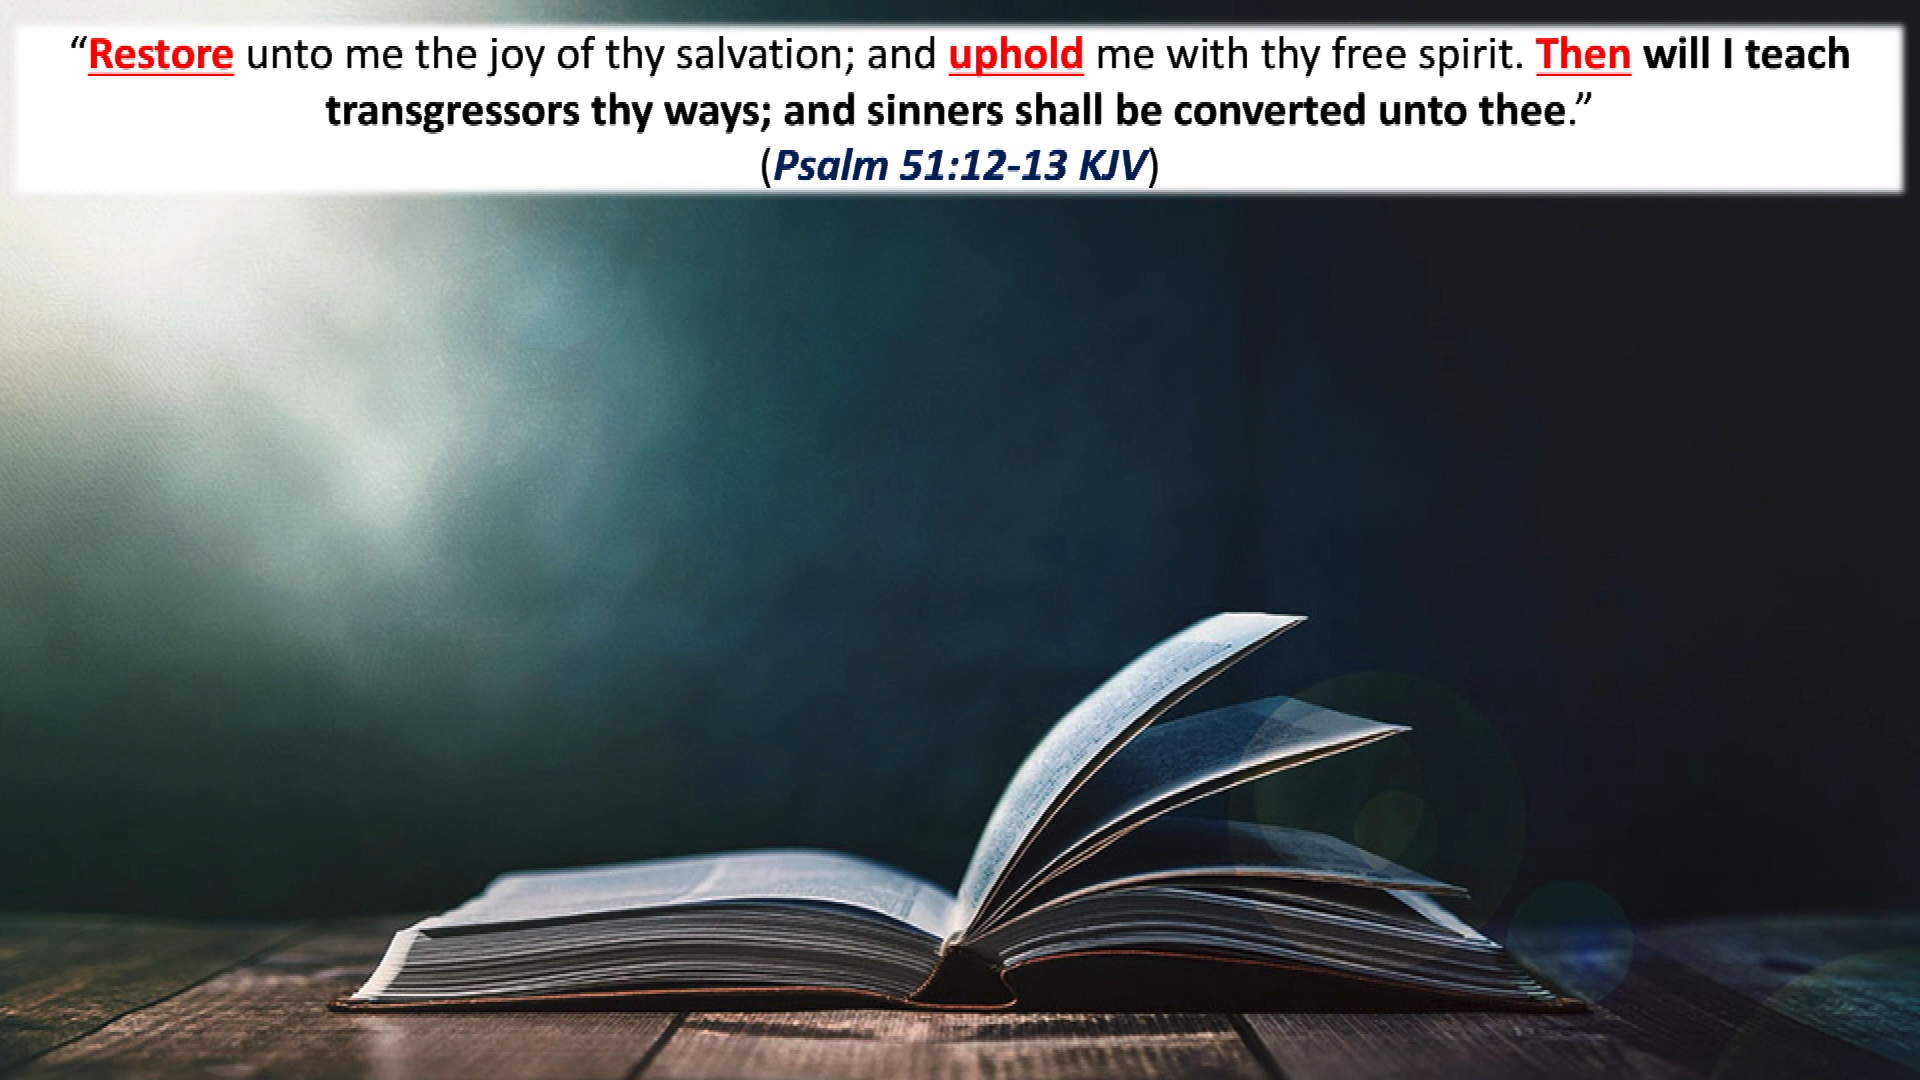 “Restore unto me the joy of thy salvation; and uphold me with thy free spirit. Then will I teach
transgressors thy ways; and sinners shall be converted unto thee.”
(Psalm 51:12-13 KJV)